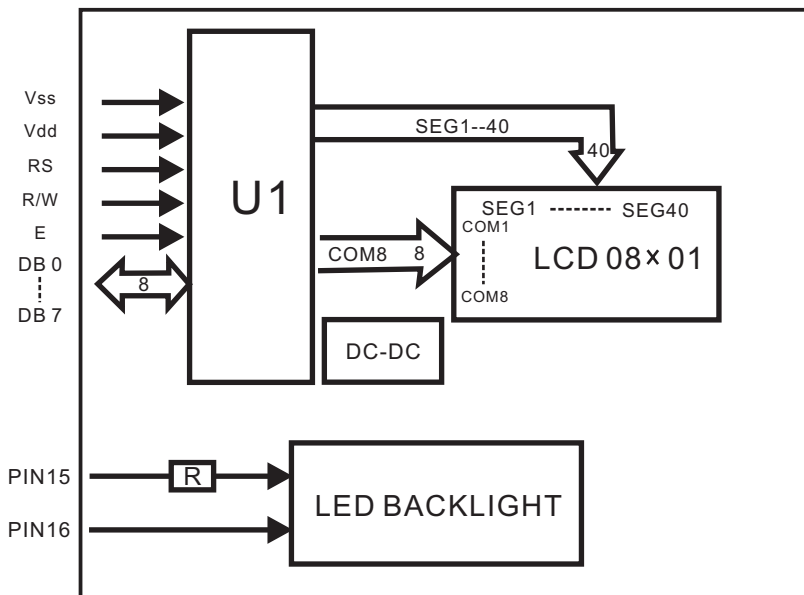 Vss
Vdd
RS
R/W
E
DB 0
DB 7
8
U1
SEG1--40
40
COM8 8
SEG1 SEG40
COM1
COM8
LCD 08× 01
DC-DC
PIN15
R
PIN16
LED BACKLIGHT